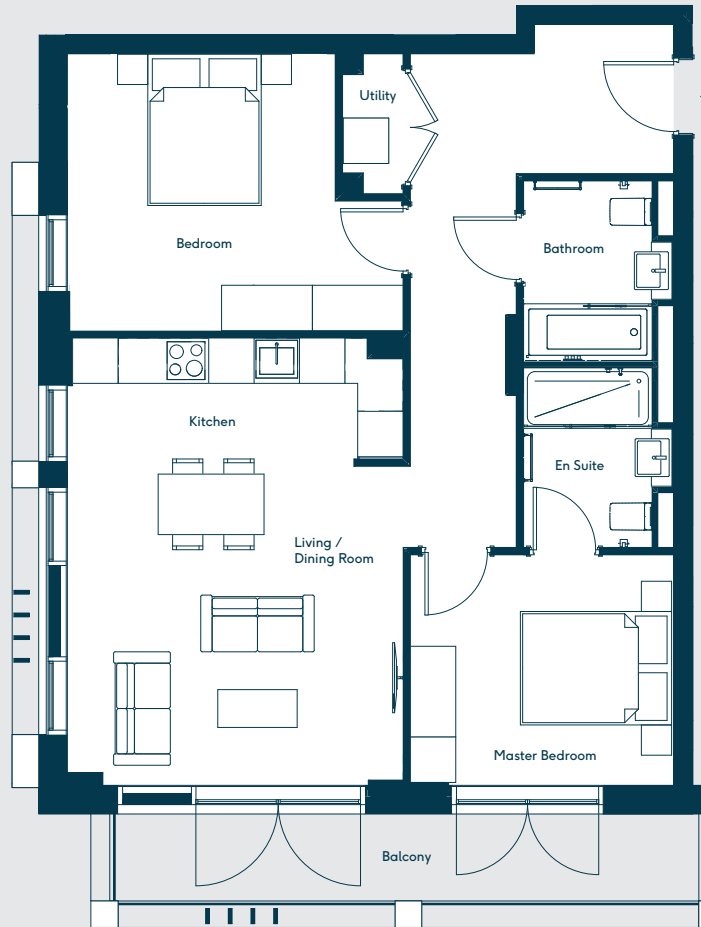 Utility
Bedroom
Bathroom
Kitchen
En Suite
Living /
Dining Room
Master Bedroom
Balcony